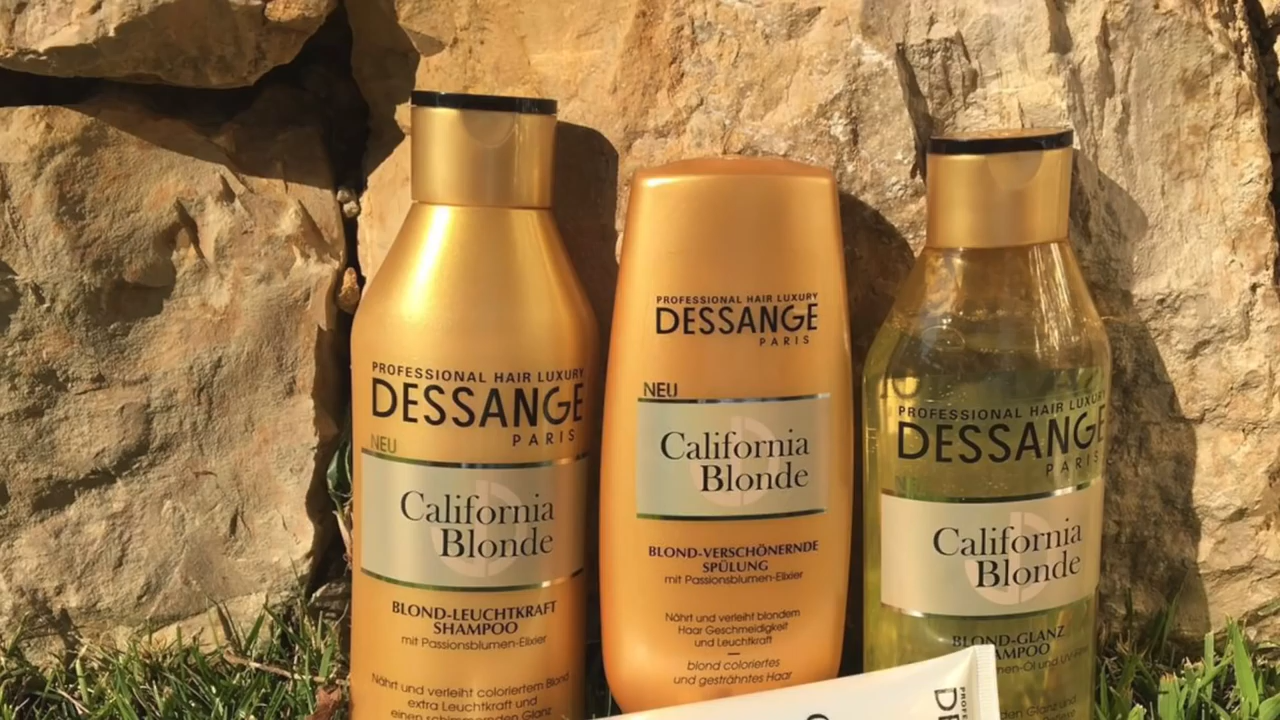 PROFESSIONAL HAIR LUXURY
DESSANGE
PARIS
NEU
California
Blonde
BLOND-LEUCHTKRAFT
SHAMPOO
mit Passionsblumen-Elixier
Nährt und verleiht coloriertem Blond
extra Leuchtkraft und
einen schimmernden Glanz
PROFESSIONAL HAIR LUXURY
DESSANGE
PARIS
NEU
California
Blonde
BLOND-VERSCHÖNERNDE
SPÜLUNG
mit Passionsblumen-Elixier
Nährt und verleiht blondem
Haar Geschmeidigkeit
und Leuchtkraft
blond coloriertes
und gesträhntes Haar
PROFESSIONAL HAIR LUXURY
DESSANGE
PARIS
California
Blonde
BLOND-GLANZ